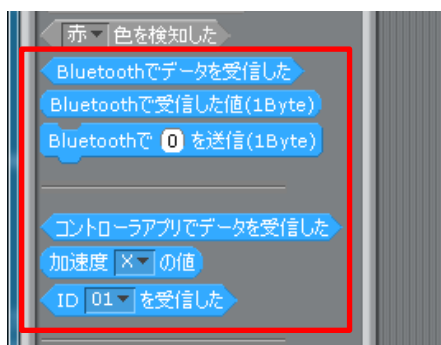 赤 色を検知した
Bluetoothでデータを受信した
Bluetoothで受信した値(1Byte)
Bluetoothで 0 を送信(1Byte)
コントローラアプリでデータを受信した
加速度 X の値
ID 01 を受信した